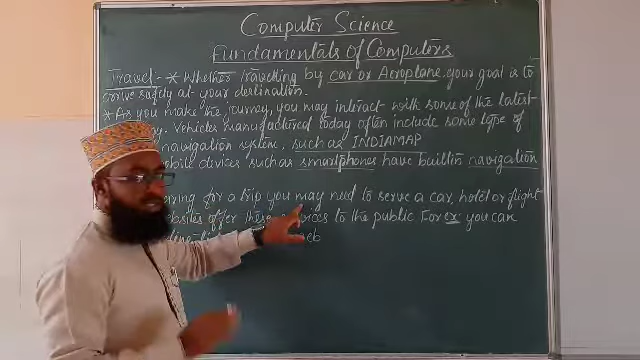 Computer Science
Fundamentals of Computers
Travel:- * Whether travelling by car or Aeroplane. your goal is to
arrive safely at your destination.
* As you make the journey, you may interact with some of the latest
Vehicles manufactured today often include some type of
navigation system, such as INDIAMAP
mobile devices such as smartphones have builtin navigation
for a trip you may need to serve a car, hotel or flight
offer these to the public For ex- you can
web